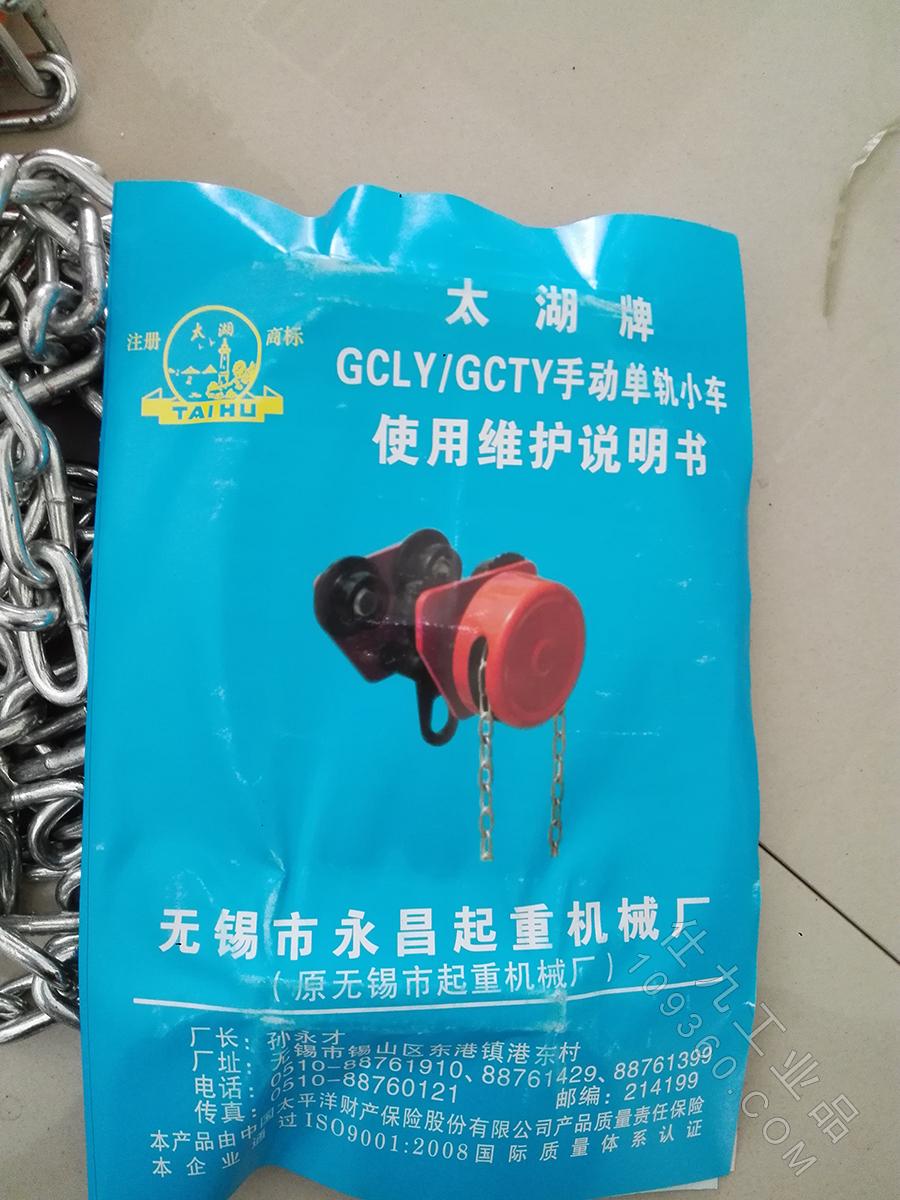 太湖牌
注册 太湖 商标
TAIHU
GCLY/GCTY手动单轨小车
使用维护说明书
无锡市永昌起重机械厂
(原无锡市起重机械厂)
厂长: 孙永才
厂址: 无锡市锡山区东港镇港东村
电话: 0510-88761910、88761429、88761399
传真: 0510-88760121 邮编: 214199
本产品由中国太平洋财产保险股份有限公司产品质量责任保险
本企业 过ISO9001:2008国际质量体系认证
仕九工业品
109360.COM